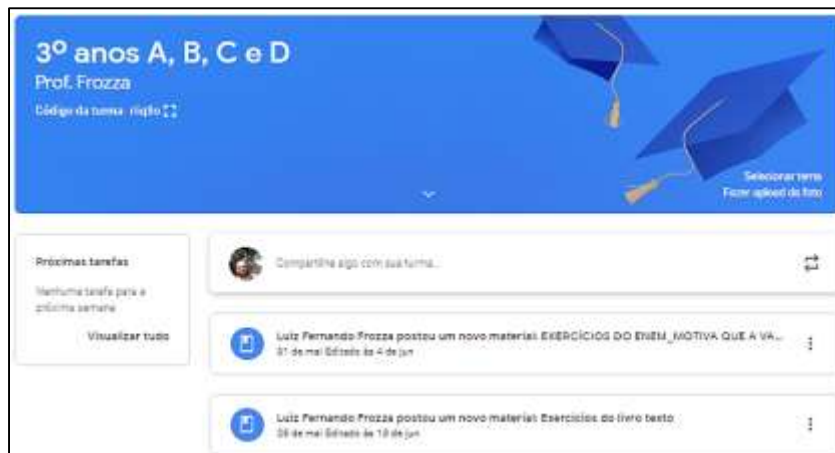 3º anos A, B, C e D
Prof. Frozza
Código da turma
Selecionar tema
Fazer upload da foto
Próximas tarefas
Nenhuma tarefa para a
próxima semana
Visualizar tudo
Compartilhe algo com sua turma...
Luiz Fernando Frozza postou um novo material: EXERCÍCIOS DO ENEM_MOTIVA QUE A VA...
de mai Editado às 4 de jun
Luiz Fernando Frozza postou um novo material: Exercicios do livro texto
de mai Editado às de jun